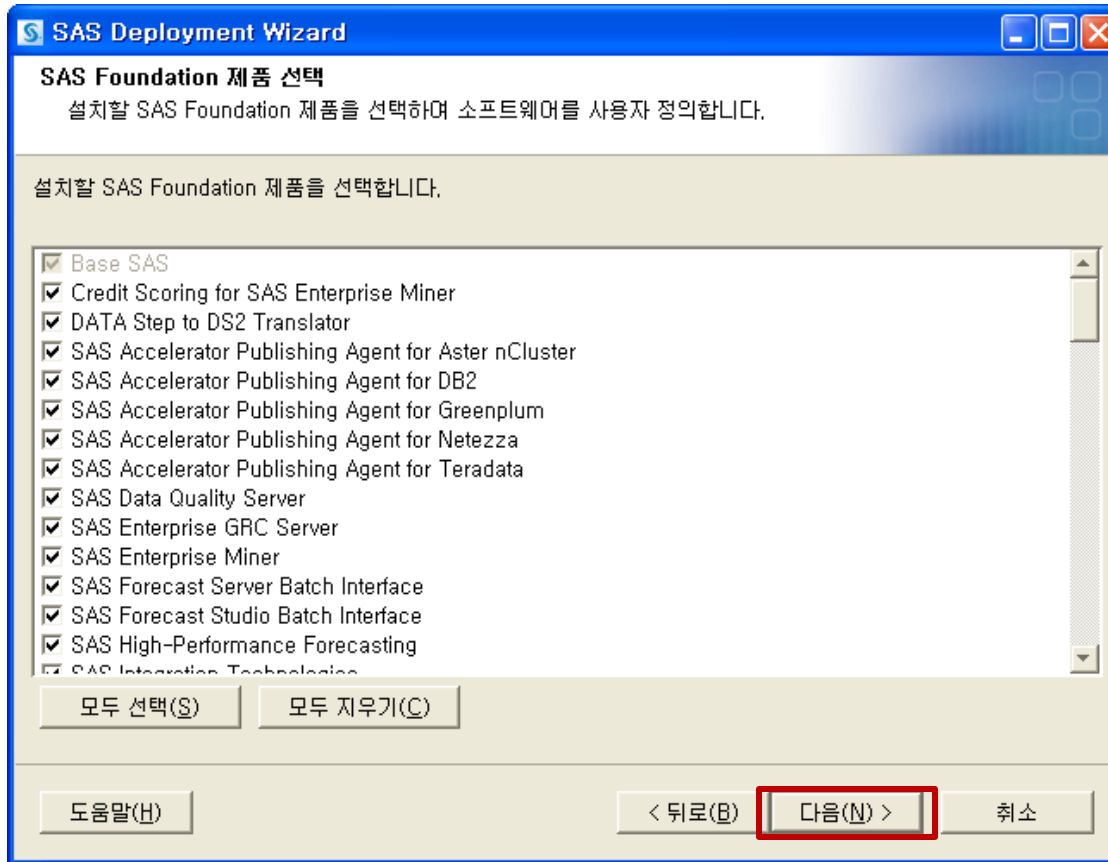 SAS Deployment Wizard
SAS Foundation 제품 선택
설치할 SAS Foundation 제품을 선택하여 소프트웨어를 사용자 정의합니다.
설치할 SAS Foundation 제품을 선택합니다.
Base SAS
Credit Scoring for SAS Enterprise Miner
DATA Step to DS2 Translator
SAS Accelerator Publishing Agent for Aster nCluster
SAS Accelerator Publishing Agent for DB2
SAS Accelerator Publishing Agent for Greenplum
SAS Accelerator Publishing Agent for Netezza
SAS Accelerator Publishing Agent for Teradata
SAS Data Quality Server
SAS Enterprise GRC Server
SAS Enterprise Miner
SAS Forecast Server Batch Interface
SAS Forecast Studio Batch Interface
SAS High-Performance Forecasting
SAS Integration Technologies
모두 선택(S) 모두 지우기(C)
도움말(H) < 뒤로(B) 다음(N) > 취소